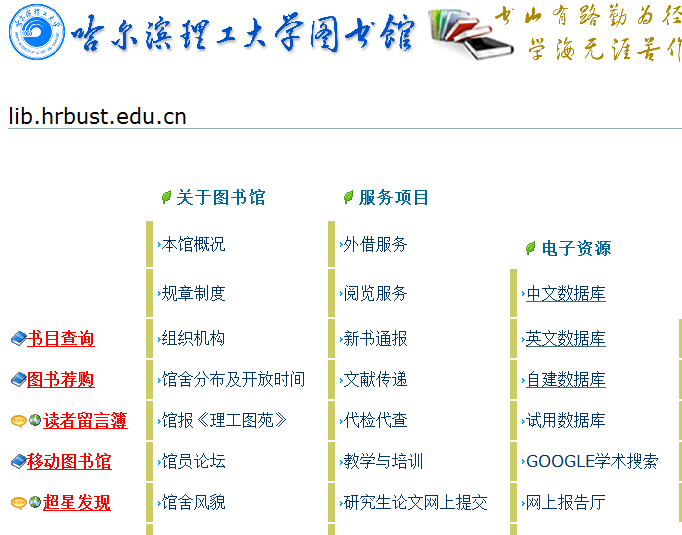 哈尔滨理工大学图书馆
书山有路勤为径
学海无涯苦作
lib.hrbust.edu.cn
关于图书馆
服务项目
本馆概况
外借服务
电子资源
规章制度
阅览服务
中文数据库
书目查询
组织机构
新书通报
英文数据库
图书荐购
馆舍分布及开放时间
文献传递
自建数据库
读者留言簿
馆报《理工图苑》
代检代查
试用数据库
移动图书馆
馆员论坛
教学与培训
GOOGLE学术搜索
超星发现
馆舍风貌
研究生论文网上提交
网上报告厅